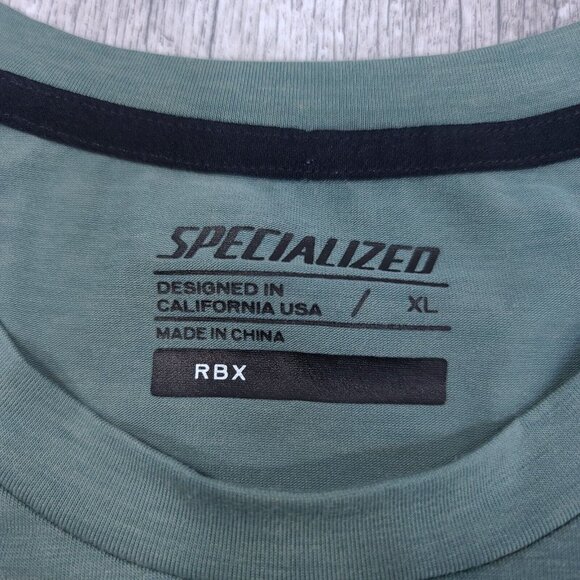 SPECIALIZED
DESIGNED IN
CALIFORNIA USA / XL
MADE IN CHINA
RBX